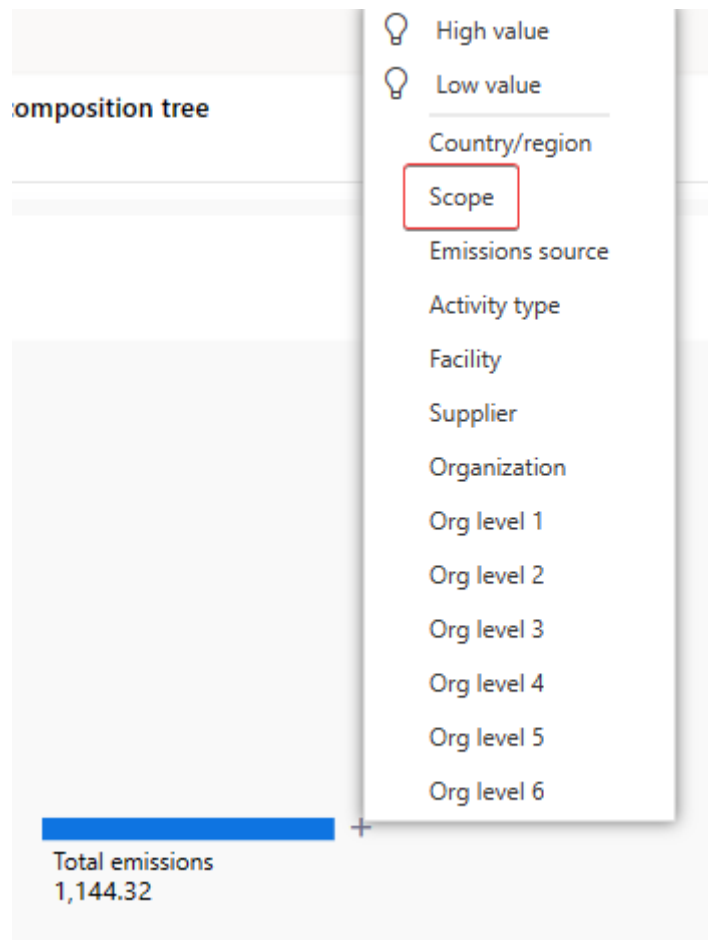 High value
Low value
composition tree
Country/region
Scope
Emissions source
Activity type
Facility
Supplier
Organization
Org level 1
Org level 2
Org level 3
Org level 4
Org level 5
Org level 6
+
Total emissions
1,144.32